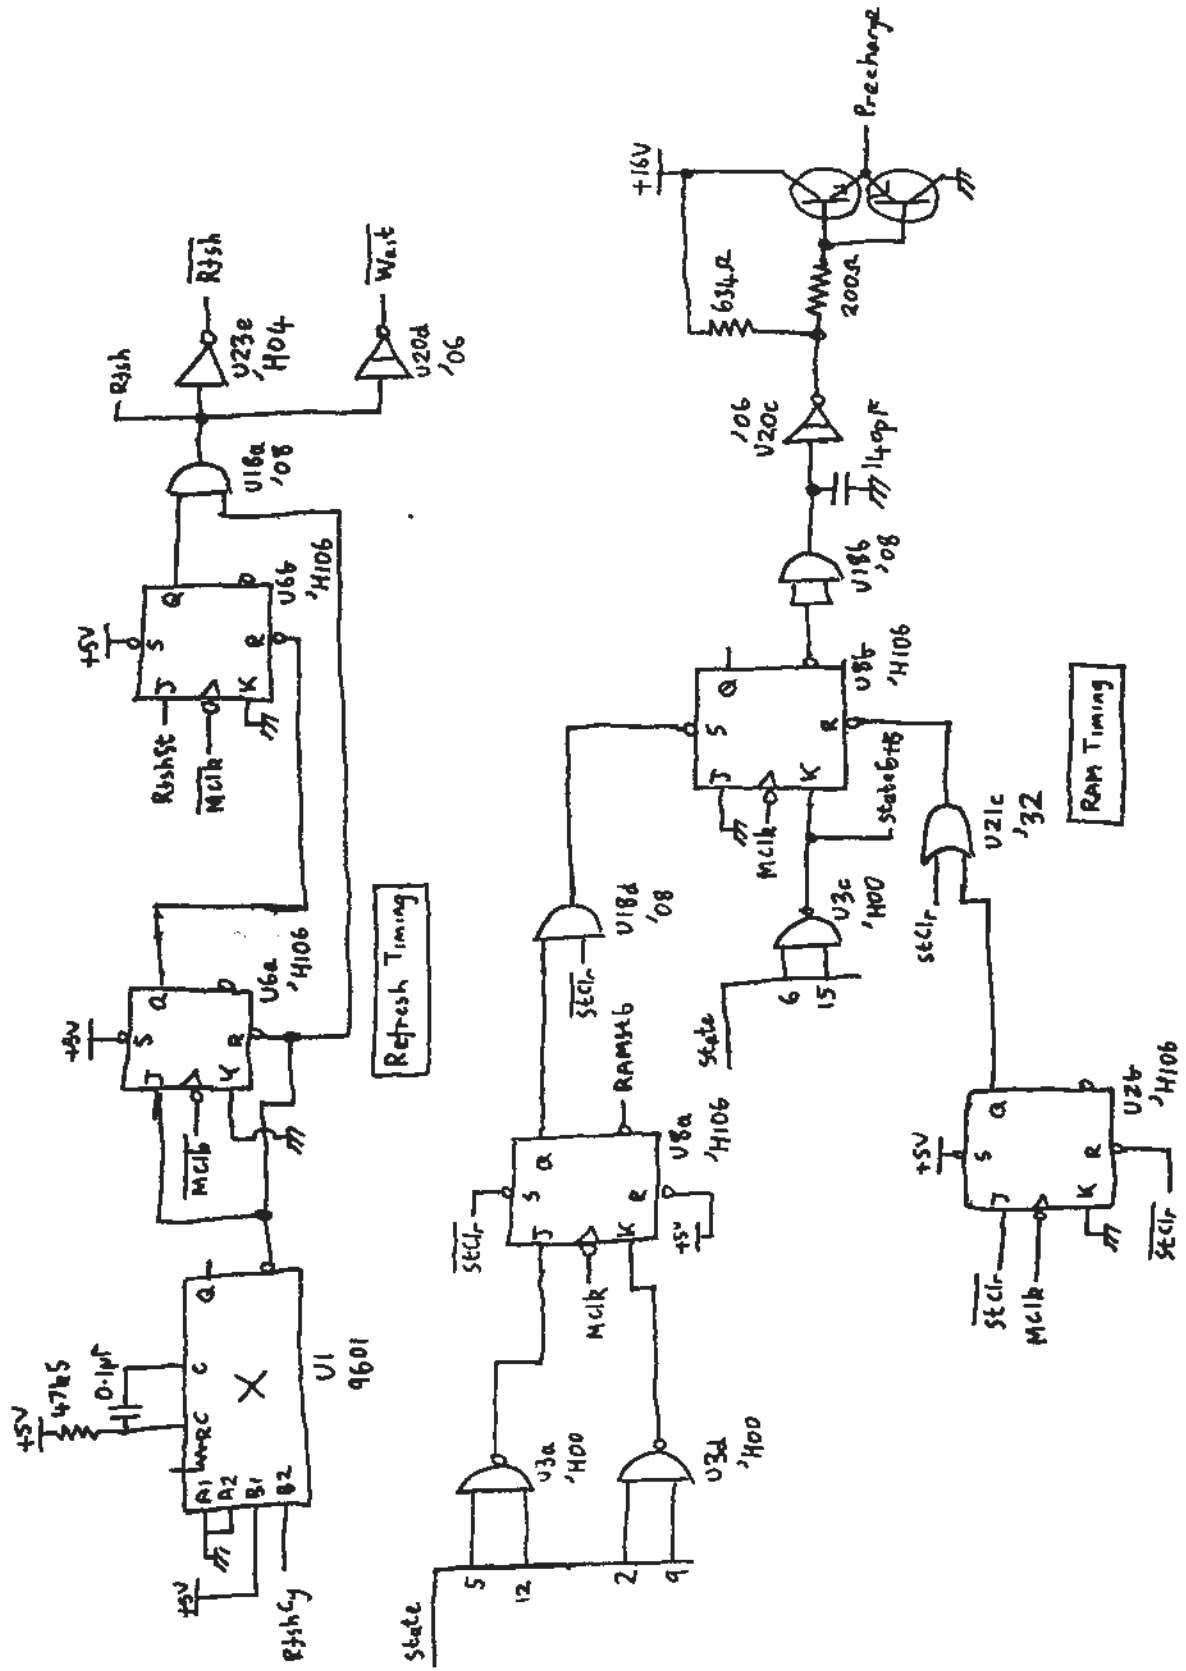 +5V
47k5
0.1µF
RC
C
Q
A1
A2
B1
B2
X
U1
9601
+5V
RfshCy
+5V
S
J
Q
MClk
K
R
U6a
'H106
+5V
S
J
Q
RfshSt
MClk
K
R
U6b
'H106
U18a
'08
Rfsh
Rfsh
U23e
'H04
Wait
U20d
'06
Refresh Timing
State
5
12
2
9
U3a
'H00
U3d
'H00
StClr
S
J
Q
MClk
K
R
+5V
U8a
'H106
RAMStb
StClr
U18d
'08
State
6
15
U3c
'H00
State6+15
S
J
Q
MClk
K
R
U8b
'H106
U18b
'08
140pF
'06
U20c
634Ω
200Ω
+16V
Precharge
+5V
S
J
Q
StClr
MClk
K
R
StClr
U2b
'H106
StClr
U21c
'32
RAM Timing